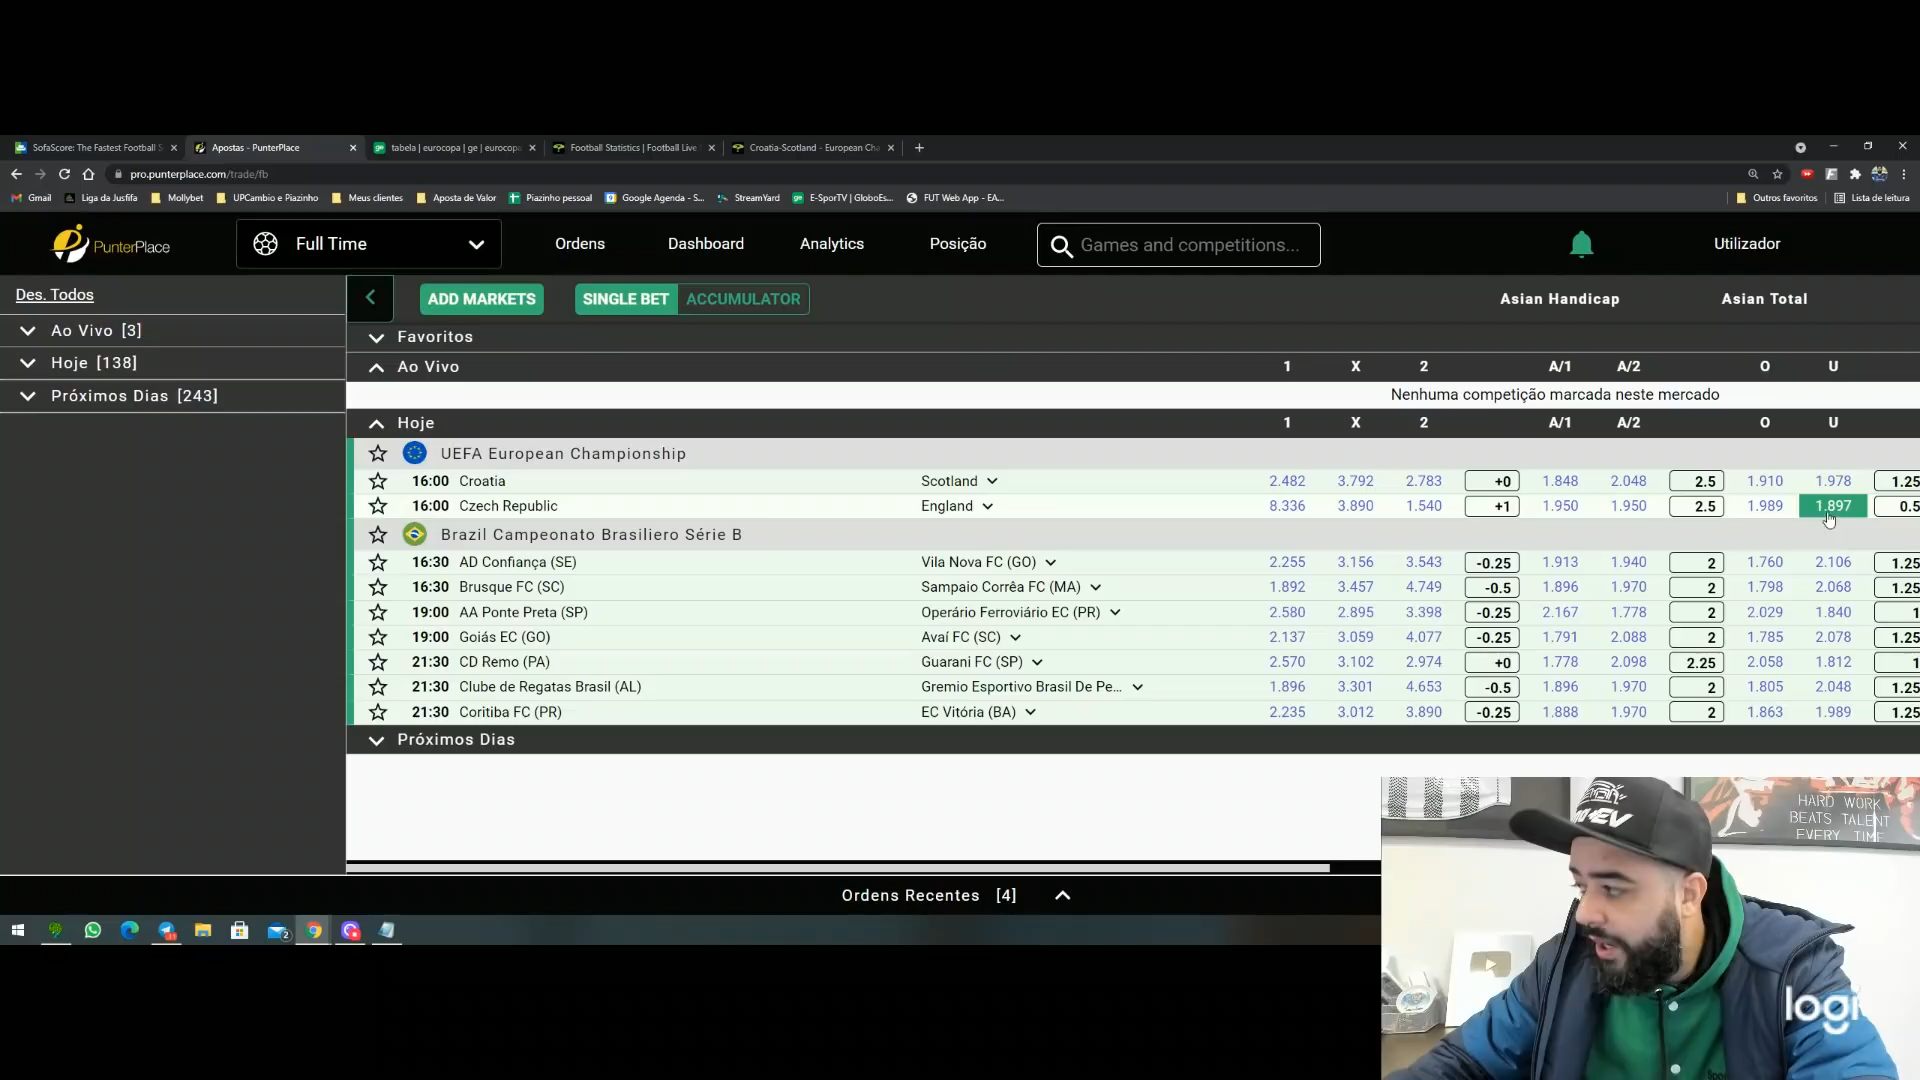 SofaScore: The Fastest Football S
Apostas - PunterPlace
tabela | eurocopa | ge | eurocopa
Football Statistics | Football Live
Croatia-Scotland - European Cha
pro.punterplace.com/trade/fb
Gmail
Liga da Jusfifa
Mollybet
UPCambio e Piazinho
Meus clientes
Aposta de Valor
Piazinho pessoal
Google Agenda - S...
StreamYard
E-SporTV | GloboEs...
FUT Web App - EA...
Outros favoritos
Lista de leitura
PunterPlace
Full Time
Ordens
Dashboard
Analytics
Posição
Games and competitions...
Utilizador
Des. Todos
Ao Vivo [3]
Hoje [138]
Próximos Dias [243]
ADD MARKETS
SINGLE BET
ACCUMULATOR
Asian Handicap
Asian Total
Favoritos
Ao Vivo 1 X 2 A/1 A/2 O U
Nenhuma competição marcada neste mercado
Hoje 1 X 2 A/1 A/2 O U
UEFA European Championship
16:00 Croatia Scotland 2.482 3.792 2.783 +0 1.848 2.048 2.5 1.910 1.978 1.25
16:00 Czech Republic England 8.336 3.890 1.540 +1 1.950 1.950 2.5 1.989 1.897 0.5
Brazil Campeonato Brasiliero Série B
16:30 AD Confiança (SE) Vila Nova FC (GO) 2.255 3.156 3.543 -0.25 1.913 1.940 2 1.760 2.106 1.25
16:30 Brusque FC (SC) Sampaio Corrêa FC (MA) 1.892 3.457 4.749 -0.5 1.896 1.970 2 1.798 2.068 1.25
19:00 AA Ponte Preta (SP) Operário Ferroviário EC (PR) 2.580 2.895 3.398 -0.25 2.167 1.778 2 2.029 1.840 1
19:00 Goiás EC (GO) Avaí FC (SC) 2.137 3.059 4.077 -0.25 1.791 2.088 2 1.785 2.078 1.25
21:30 CD Remo (PA) Guarani FC (SP) 2.570 3.102 2.974 +0 1.778 2.098 2.25 2.058 1.812 1
21:30 Clube de Regatas Brasil (AL) Gremio Esportivo Brasil De Pe... 1.896 3.301 4.653 -0.5 1.896 1.970 2 1.805 2.048 1.25
21:30 Coritiba FC (PR) EC Vitória (BA) 2.235 3.012 3.890 -0.25 1.888 1.970 2 1.863 1.989 1.25
Próximos Dias
Ordens Recentes [4]
2
HARD WORK
BEATS TALENT
EVERY TIME
+EV
logi